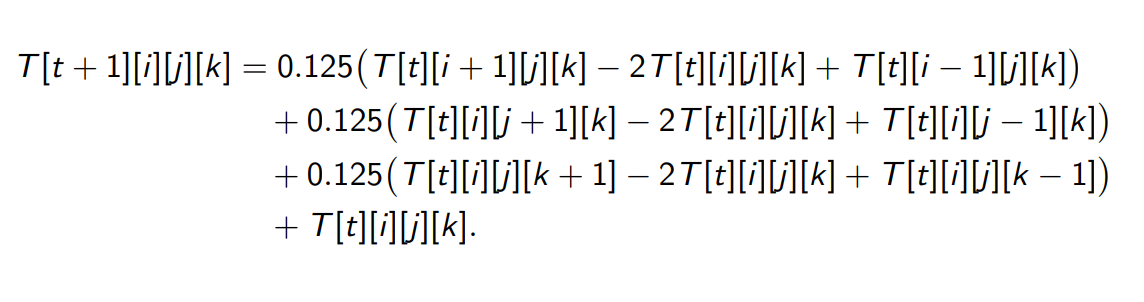 T[t + 1][i][j][k] = 0.125(T[t][i + 1][j][k] − 2T[t][i][j][k] + T[t][i − 1][j][k])
+ 0.125(T[t][i][j + 1][k] − 2T[t][i][j][k] + T[t][i][j − 1][k])
+ 0.125(T[t][i][j][k + 1] − 2T[t][i][j][k] + T[t][i][j][k − 1])
+ T[t][i][j][k].